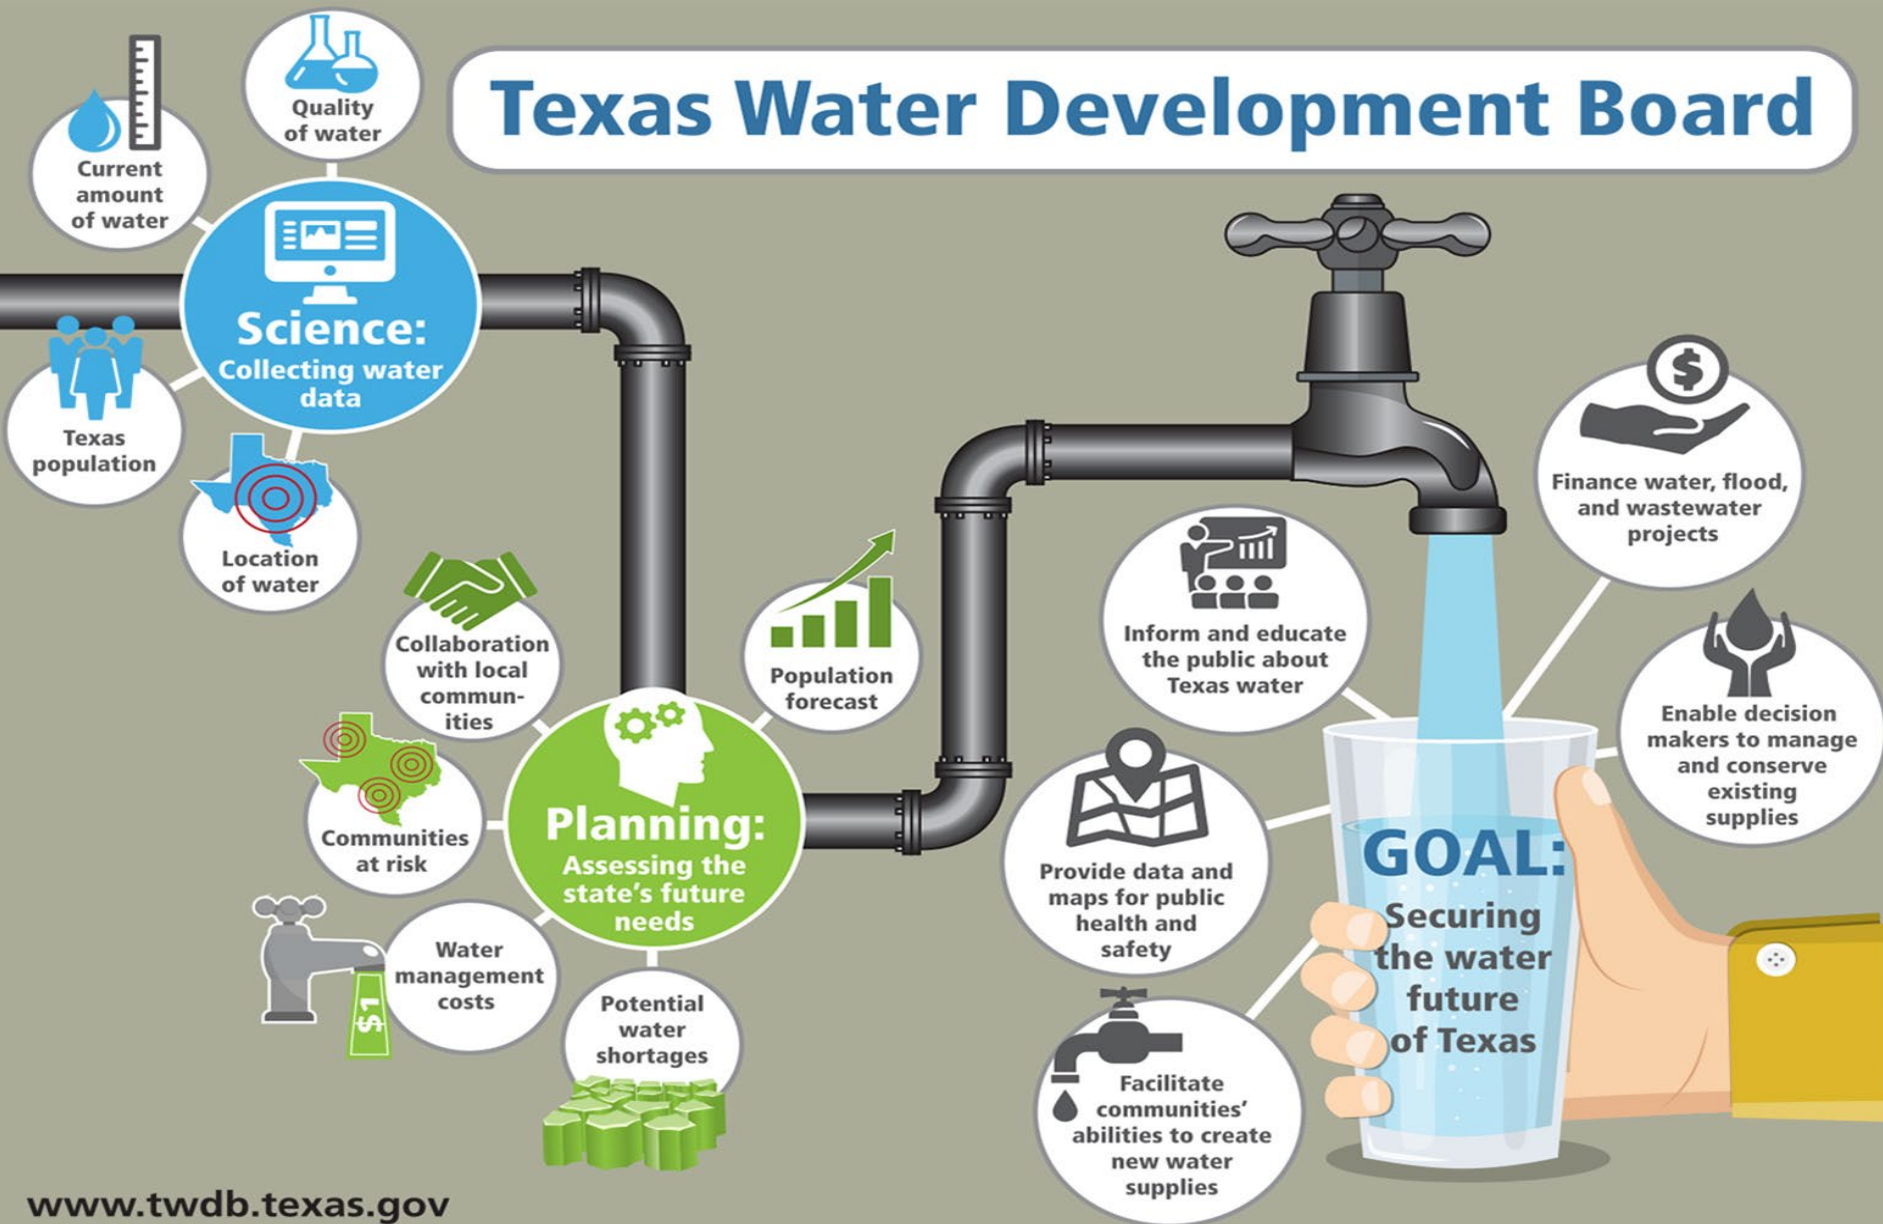 Texas Water Development Board
Quality
of water
Current
amount
of water
Science:
Collecting water
data
Texas
population
Location
of water
Collaboration
with local
commun-
ities
Population
forecast
Communities
at risk
Planning:
Assessing the
state's future
needs
Water
management
costs
$1
Potential
water
shortages
$
Finance water, flood,
and wastewater
projects
Inform and educate
the public about
Texas water
Enable decision
makers to manage
and conserve
existing
supplies
Provide data and
maps for public
health and
safety
GOAL:
Securing
the water
future
of Texas
Facilitate
communities'
abilities to create
new water
supplies
www.twdb.texas.gov